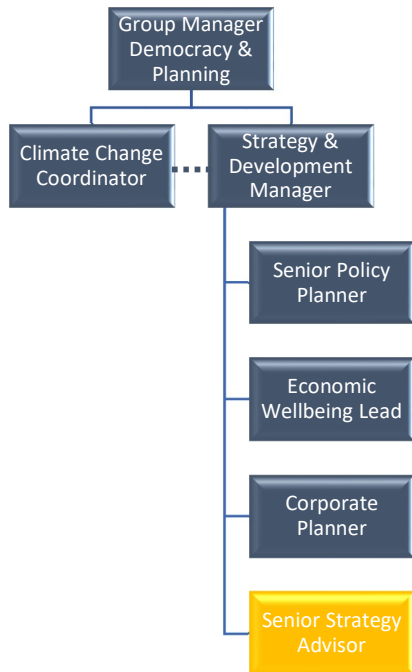 Group Manager
Democracy &
Planning
Climate Change
Coordinator
Strategy &
Development
Manager
Senior Policy
Planner
Economic
Wellbeing Lead
Corporate
Planner
Senior Strategy
Advisor